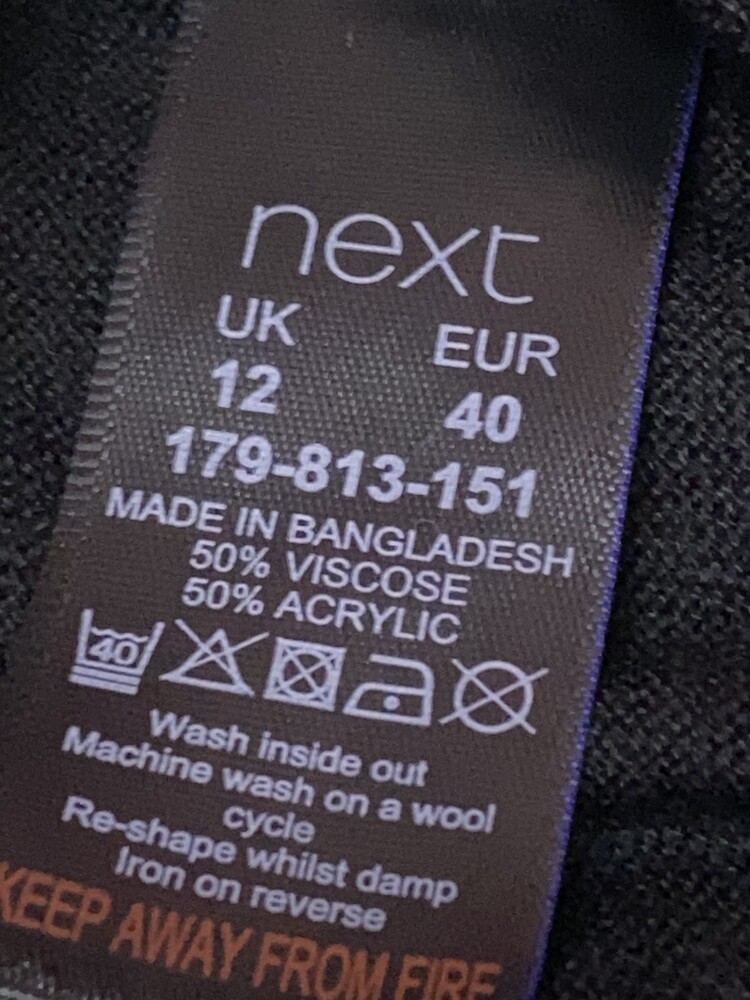 next
UK EUR
12 40
179-813-151
MADE IN BANGLADESH
50% VISCOSE
50% ACRYLIC
40
Wash inside out
Machine wash on a wool
cycle
Re-shape whilst damp
Iron on reverse
KEEP AWAY FROM FIRE